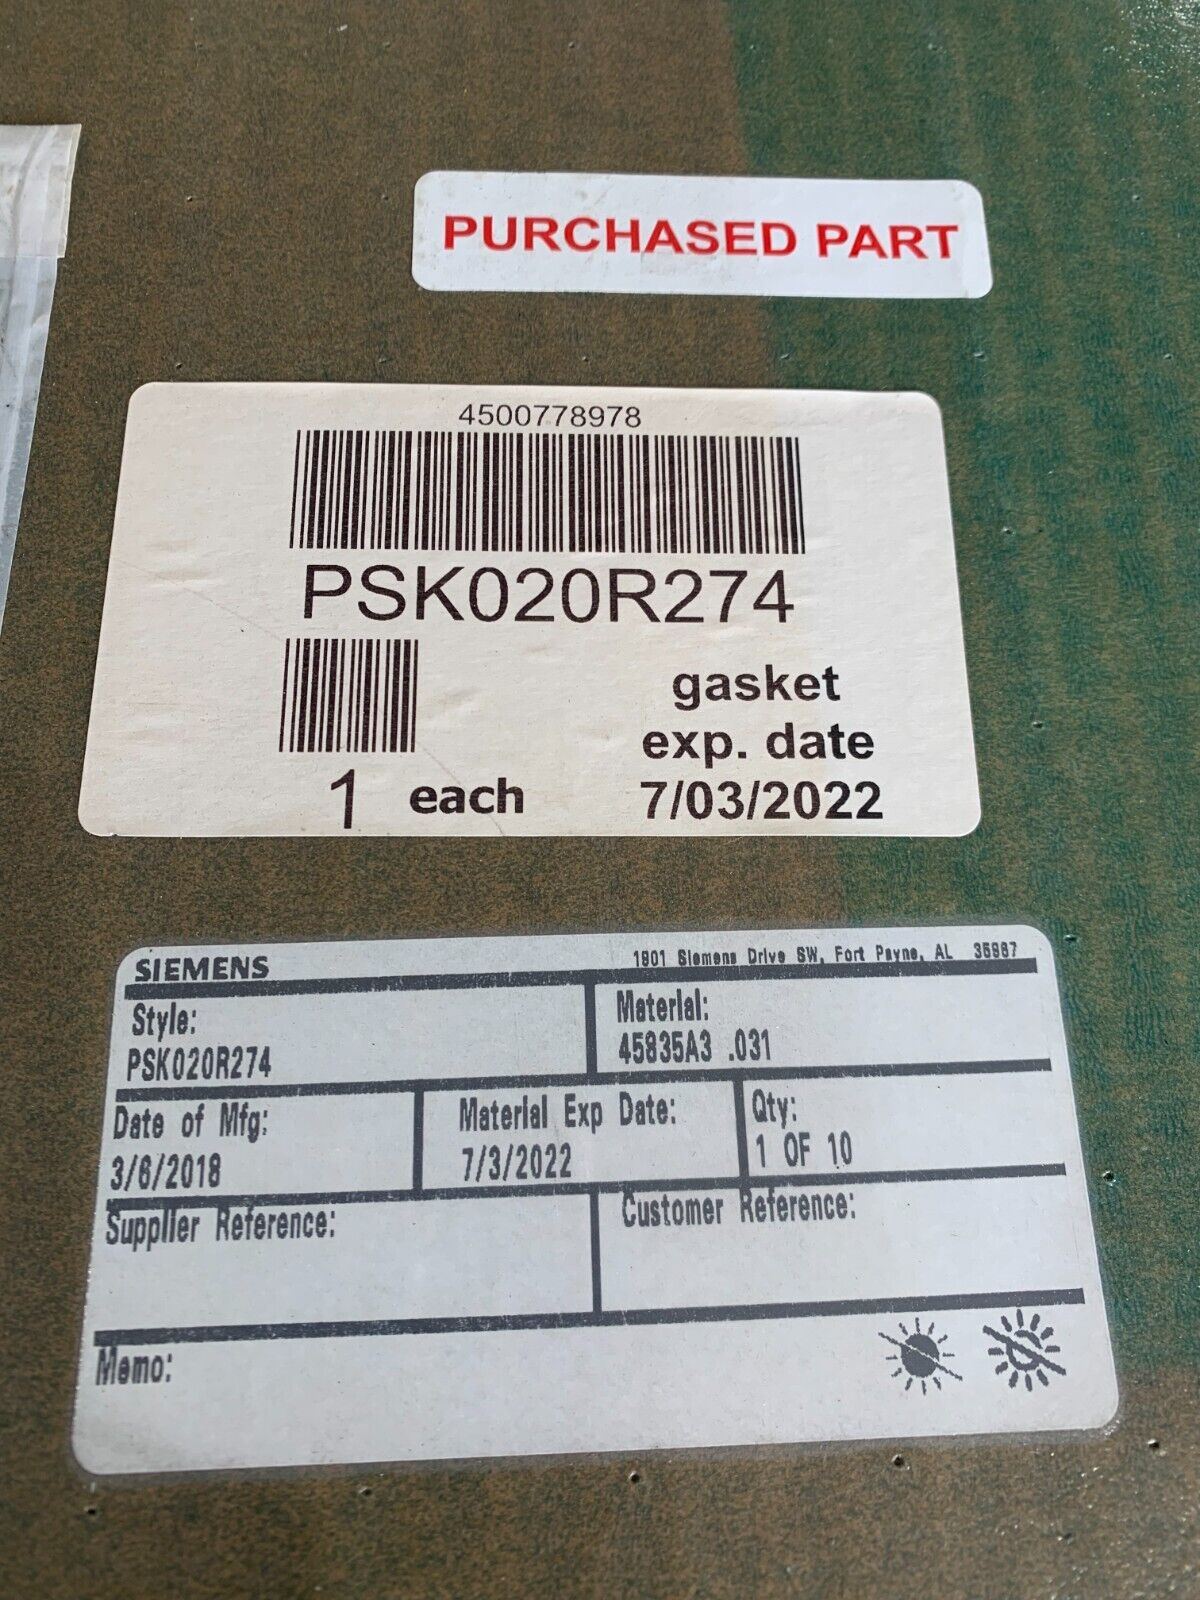 PURCHASED PART
4500778978
PSK020R274
gasket
exp. date
1 each 7/03/2022
SIEMENS 1901 Siemens Drive SW, Fort Payne, AL 35967
Style: Material:
PSK020R274 45835A3 .031
Date of Mfg: Material Exp Date: Qty:
3/6/2018 7/3/2022 1 OF 10
Supplier Reference: Customer Reference:
Memo: